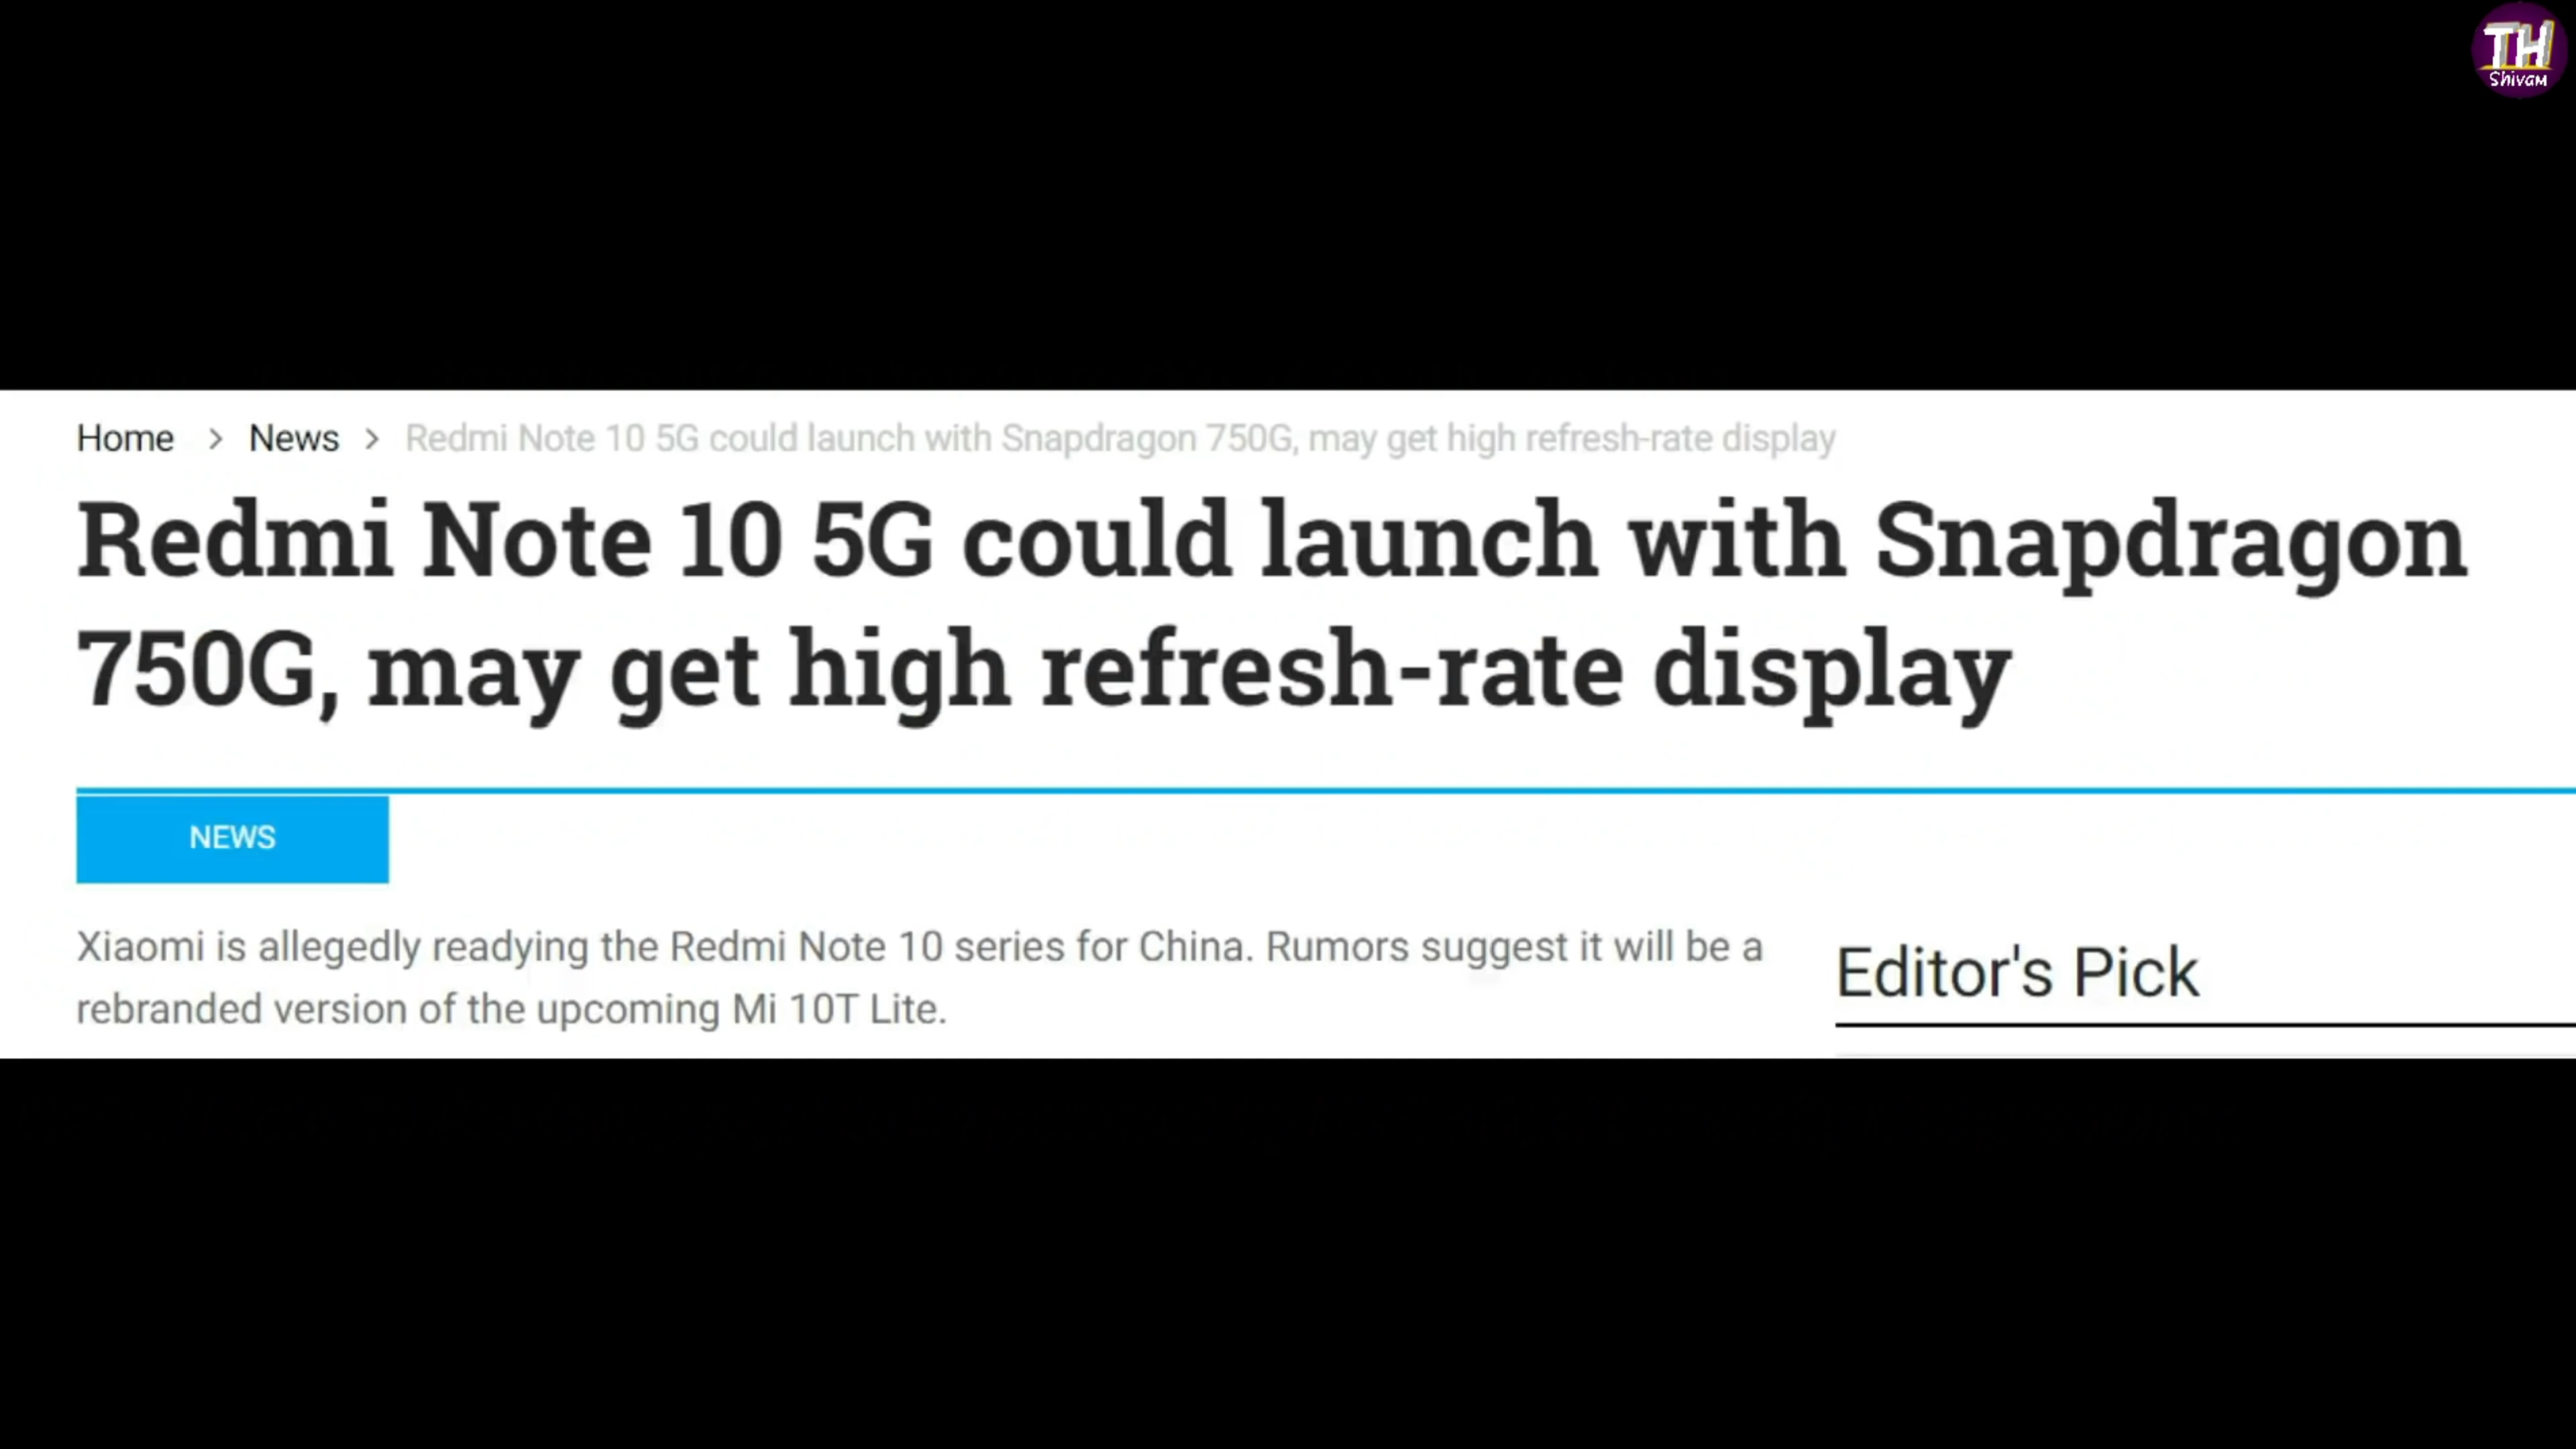 TH
Shivam
Home > News > Redmi Note 10 5G could launch with Snapdragon 750G, may get high refresh-rate display
Redmi Note 10 5G could launch with Snapdragon
750G, may get high refresh-rate display
NEWS
Xiaomi is allegedly readying the Redmi Note 10 series for China. Rumors suggest it will be a
rebranded version of the upcoming Mi 10T Lite.
Editor's Pick